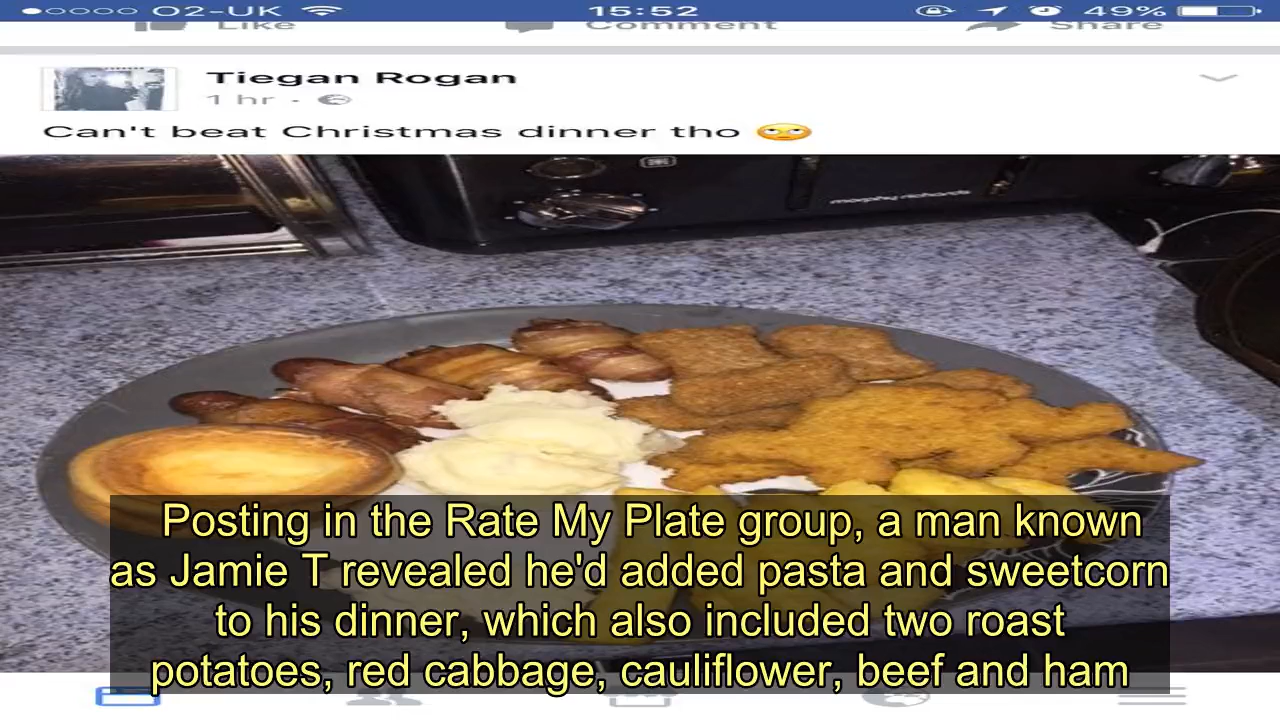 O2-UK 15:52 49%
Like Comment Share
Tiegan Rogan
1 hr ·
Can't beat Christmas dinner tho 🙄
morphy richards
Posting in the Rate My Plate group, a man known
as Jamie T revealed he'd added pasta and sweetcorn
to his dinner, which also included two roast
potatoes, red cabbage, cauliflower, beef and ham